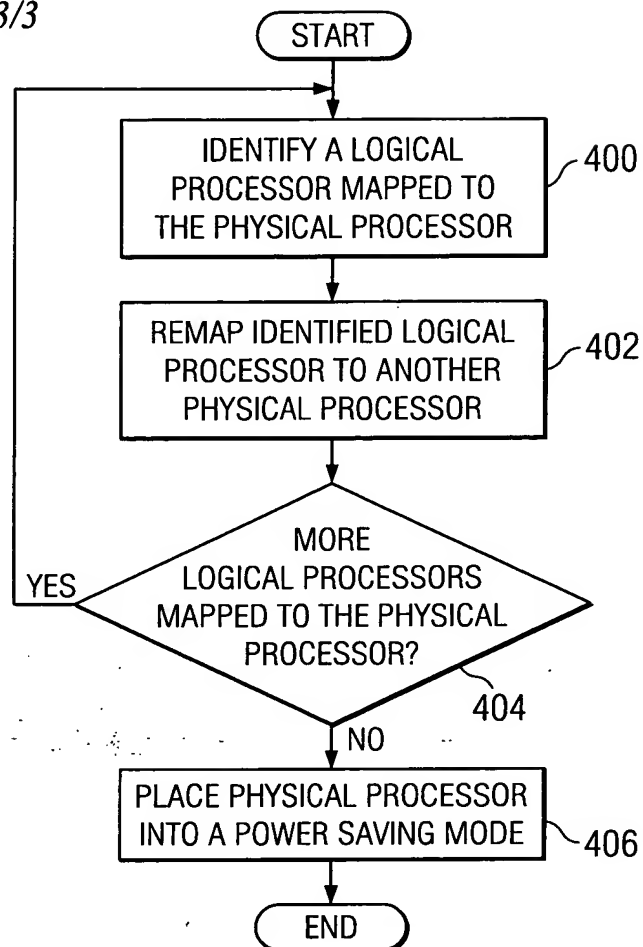 3/3
START
IDENTIFY A LOGICAL
PROCESSOR MAPPED TO
THE PHYSICAL PROCESSOR
400
REMAP IDENTIFIED LOGICAL
PROCESSOR TO ANOTHER
PHYSICAL PROCESSOR
402
MORE
LOGICAL PROCESSORS
MAPPED TO THE PHYSICAL
PROCESSOR?
YES
404
NO
PLACE PHYSICAL PROCESSOR
INTO A POWER SAVING MODE
406
END